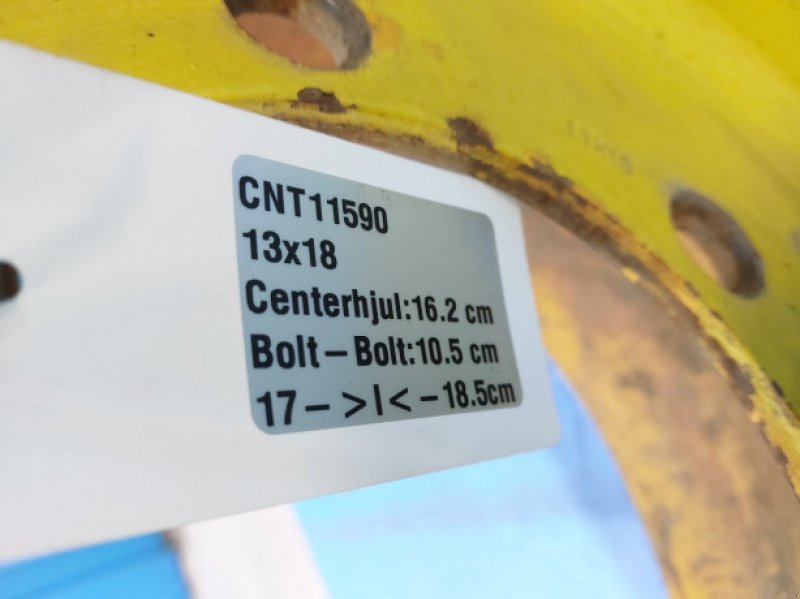 CNT11590
13x18
Centerhjul:16.2 cm
Bolt-Bolt:10.5 cm
17->|<-18.5cm